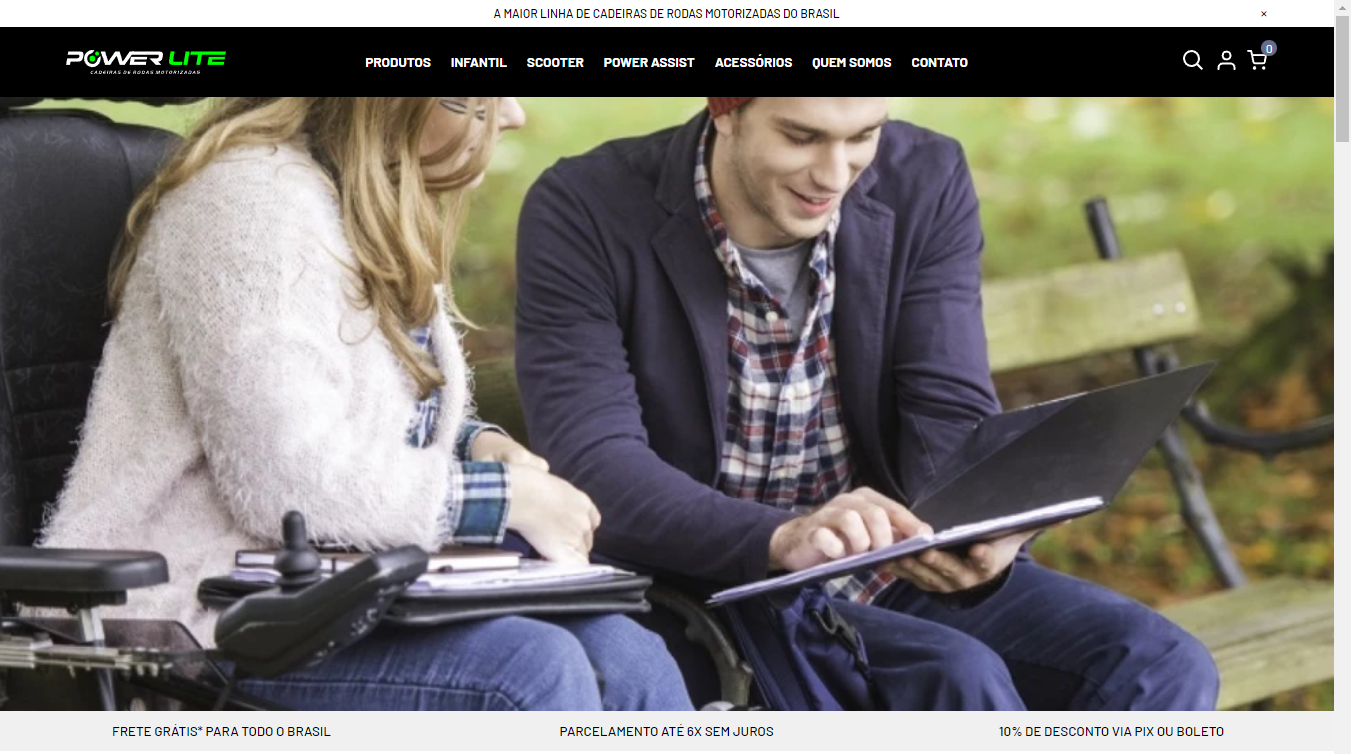 A MAIOR LINHA DE CADEIRAS DE RODAS MOTORIZADAS DO BRASIL ×
POWER LITE
CADEIRAS DE RODAS MOTORIZADAS
PRODUTOS INFANTIL SCOOTER POWER ASSIST ACESSÓRIOS QUEM SOMOS CONTATO
0
FRETE GRÁTIS* PARA TODO O BRASIL
PARCELAMENTO ATÉ 6X SEM JUROS
10% DE DESCONTO VIA PIX OU BOLETO